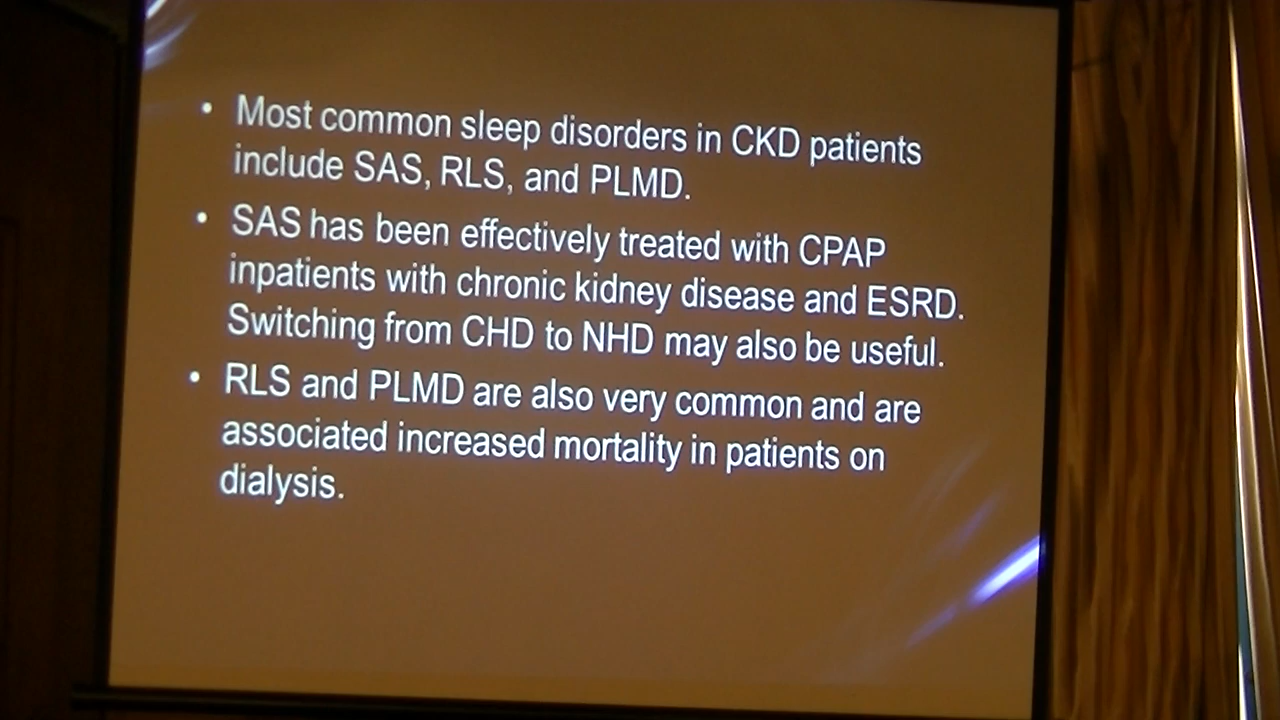 • Most common sleep disorders in CKD patients
include SAS, RLS, and PLMD.
• SAS has been effectively treated with CPAP
inpatients with chronic kidney disease and ESRD.
Switching from CHD to NHD may also be useful.
• RLS and PLMD are also very common and are
associated increased mortality in patients on
dialysis.